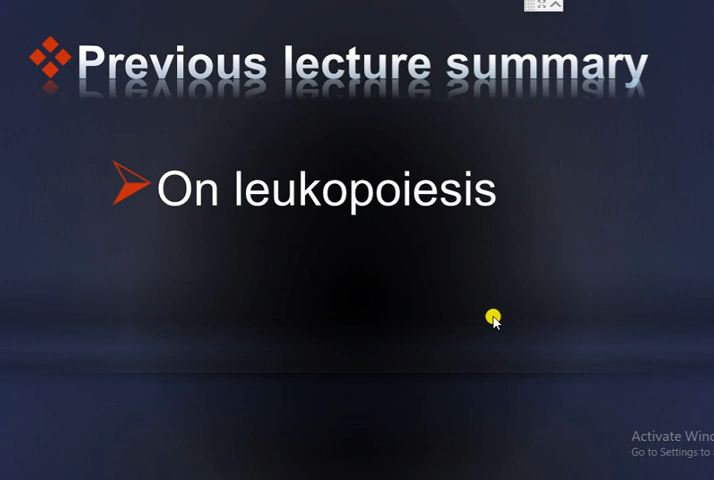 Previous lecture summary
On leukopoiesis
Activate Wind
Go to Settings to